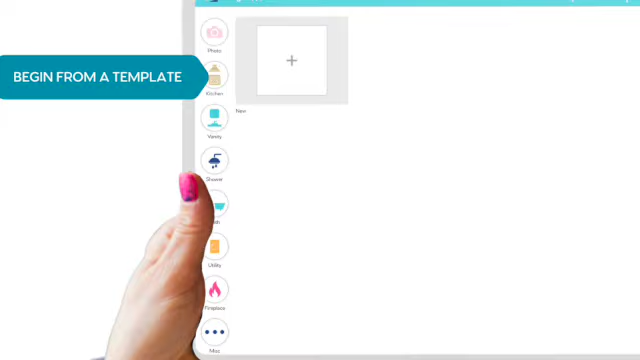 Photo
BEGIN FROM A TEMPLATE
Kitchen
New
Vanity
Shower
Utility
Fireplace
Misc